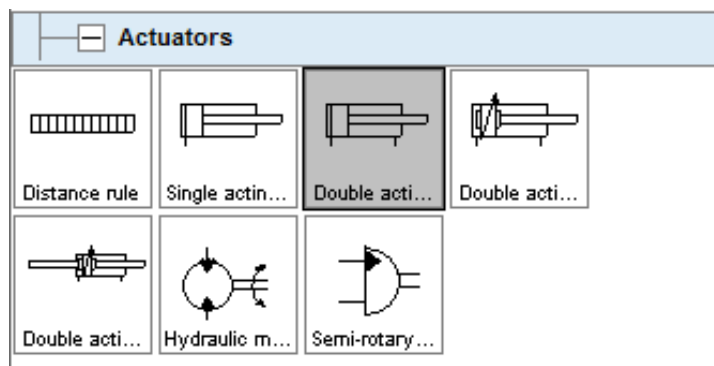 Actuators
Distance rule
Single actin...
Double acti...
Double acti...
Double acti...
Hydraulic m...
Semi-rotary...